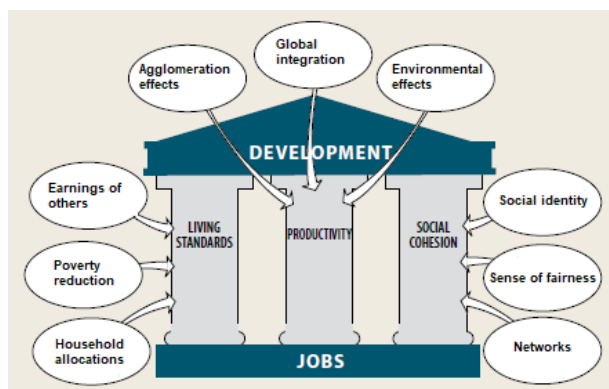 Global
integration
Agglomeration
effects
Environmental
effects
DEVELOPMENT
Earnings of
others
Poverty
reduction
Household
allocations
LIVING
STANDARDS
PRODUCTIVITY
SOCIAL
COHESION
Social identity
Sense of fairness
Networks
JOBS